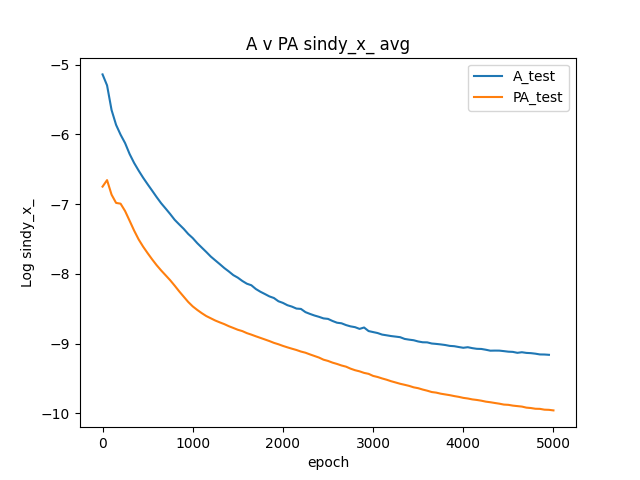 A v PA sindy_x_ avg
A_test
PA_test
Log sindy_x_
−5
−6
−7
−8
−9
−10
0 1000 2000 3000 4000 5000
epoch